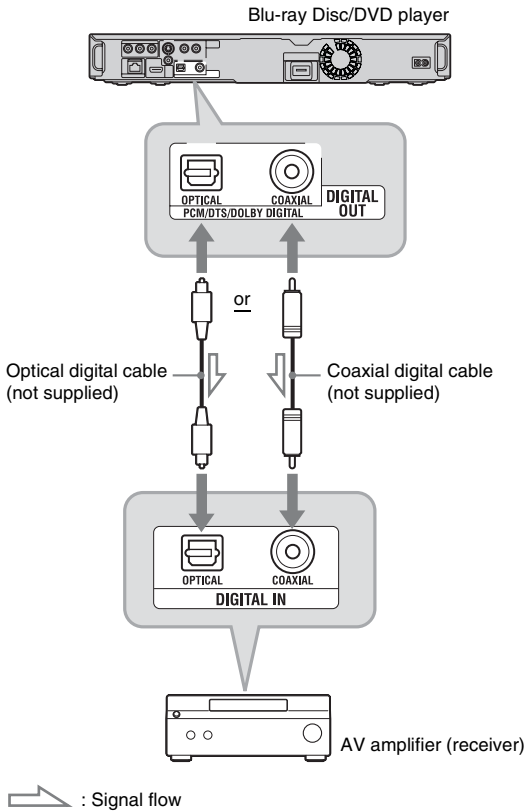 Blu-ray Disc/DVD player
OPTICAL
COAXIAL
PCM/DTS/DOLBY DIGITAL
DIGITAL
OUT
or
Optical digital cable
(not supplied)
Coaxial digital cable
(not supplied)
OPTICAL
COAXIAL
DIGITAL IN
AV amplifier (receiver)
: Signal flow